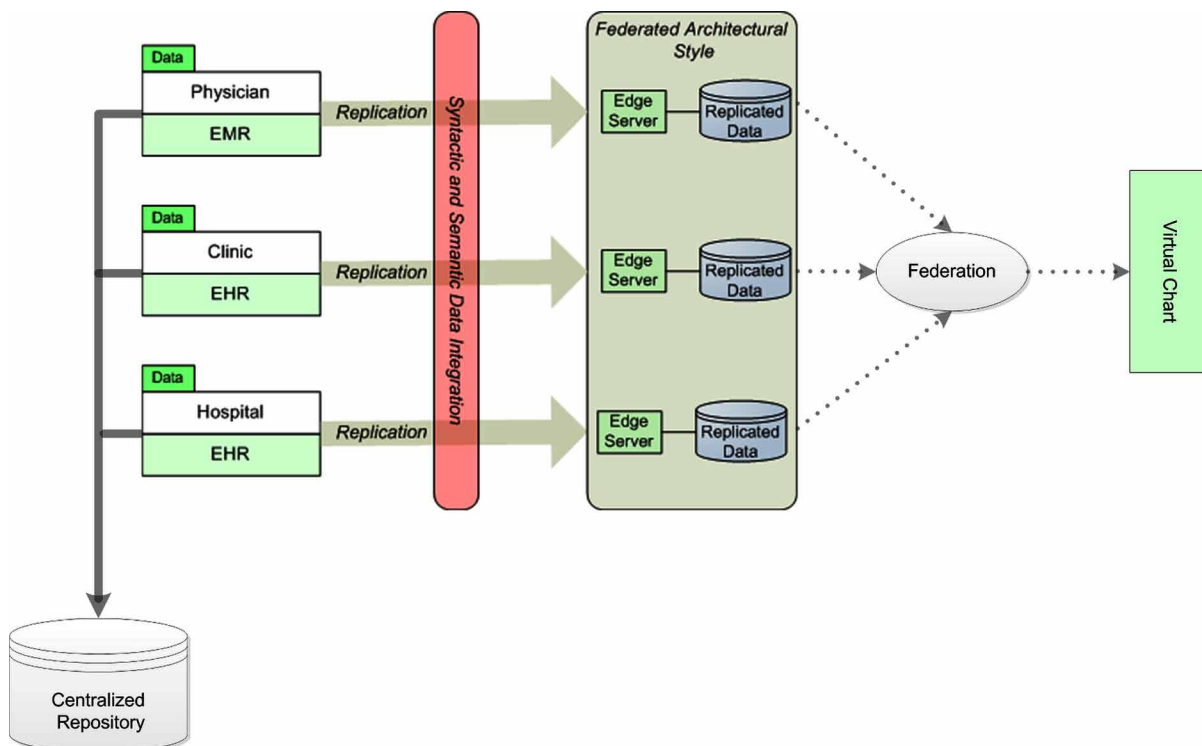 Federated Architectural
Style
Data
Physician
EMR
Replication
Edge
Server
Replicated
Data
Data
Clinic
EHR
Replication
Syntactic and Semantic Data Integration
Edge
Server
Replicated
Data
Federation
Virtual Chart
Data
Hospital
EHR
Replication
Edge
Server
Replicated
Data
Centralized
Repository